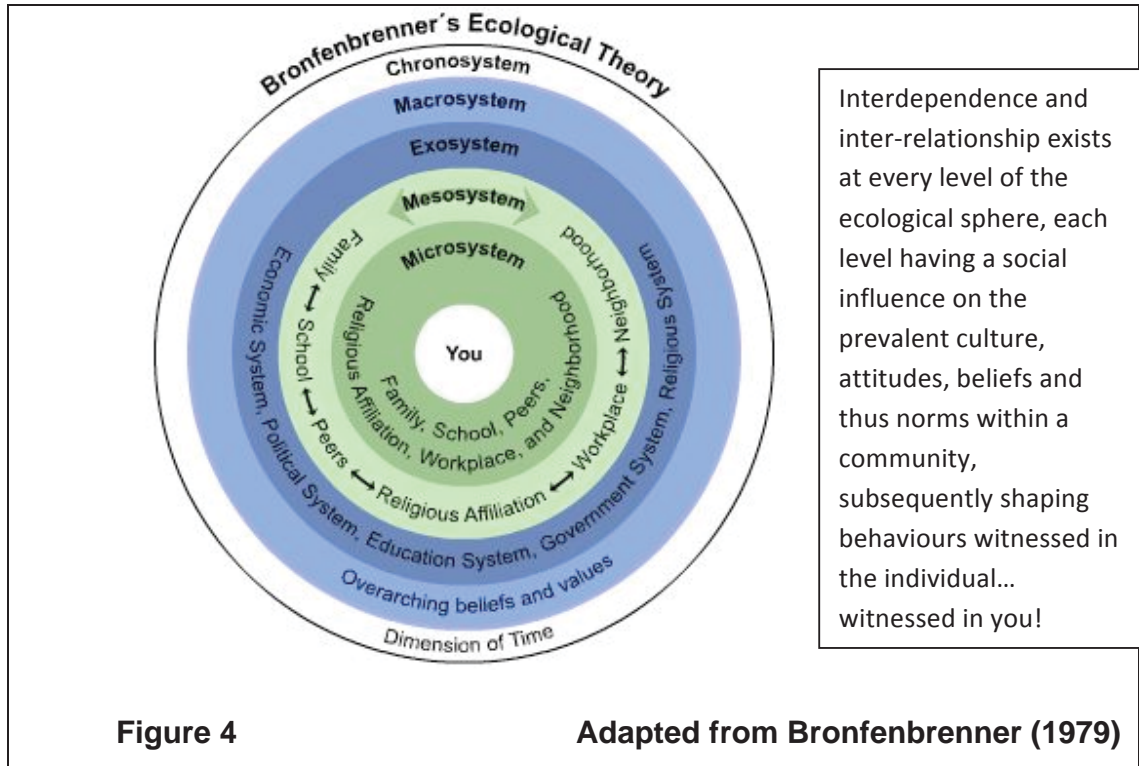 Bronfenbrenner´s Ecological Theory
Chronosystem
Macrosystem
Exosystem
Mesosystem
Microsystem
You
Family, School, Peers,
Religious Affiliation, Workplace, and Neighborhood
Family ↔ School ↔ Peers ↔ Religious Affiliation ↔ Workplace ↔ Neighborhood
Economic System, Political System, Education System, Government System, Religious System
Overarching beliefs and values
Dimension of Time
Interdependence and
inter-relationship exists
at every level of the
ecological sphere, each
level having a social
influence on the
prevalent culture,
attitudes, beliefs and
thus norms within a
community,
subsequently shaping
behaviours witnessed in
the individual…
witnessed in you!
Figure 4 Adapted from Bronfenbrenner (1979)